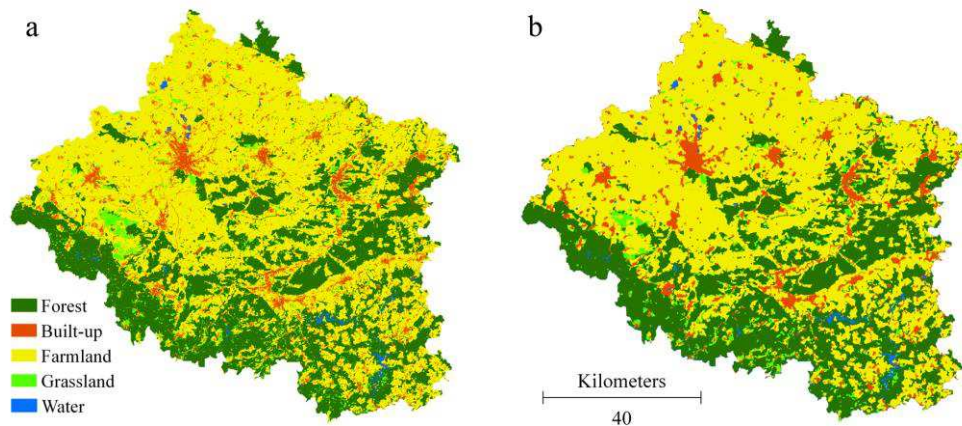 a
b
Forest
Built-up
Farmland
Grassland
Water
Kilometers
40